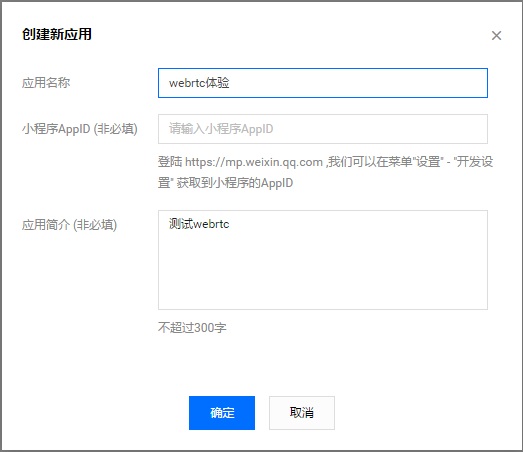 创建新应用
应用名称
webrtc体验
小程序AppID (非必填)
请输入小程序AppID
登陆 https://mp.weixin.qq.com ,我们可以在菜单"设置" - "开发设
置" 获取到小程序的AppID
应用简介 (非必填)
测试webrtc
不超过300字
确定
取消